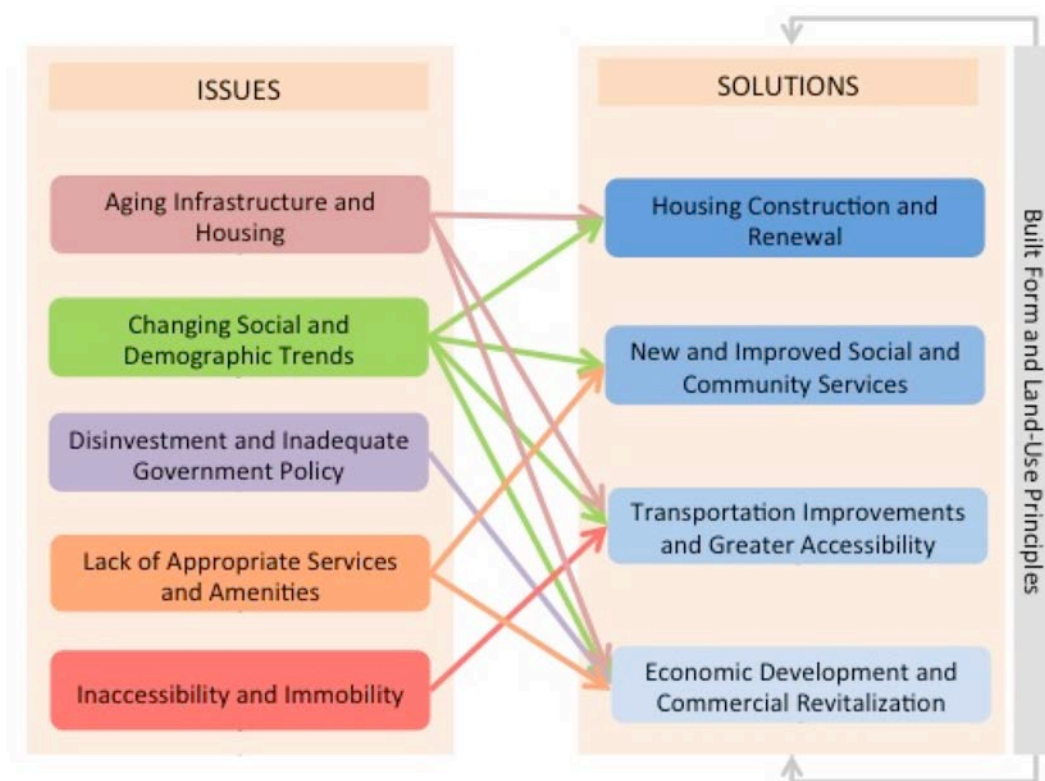 ISSUES
Aging Infrastructure and
Housing
Changing Social and
Demographic Trends
Disinvestment and Inadequate
Government Policy
Lack of Appropriate Services
and Amenities
Inaccessibility and Immobility
SOLUTIONS
Housing Construction and
Renewal
New and Improved Social and
Community Services
Transportation Improvements
and Greater Accessibility
Economic Development and
Commercial Revitalization
Built Form and Land-Use Principles